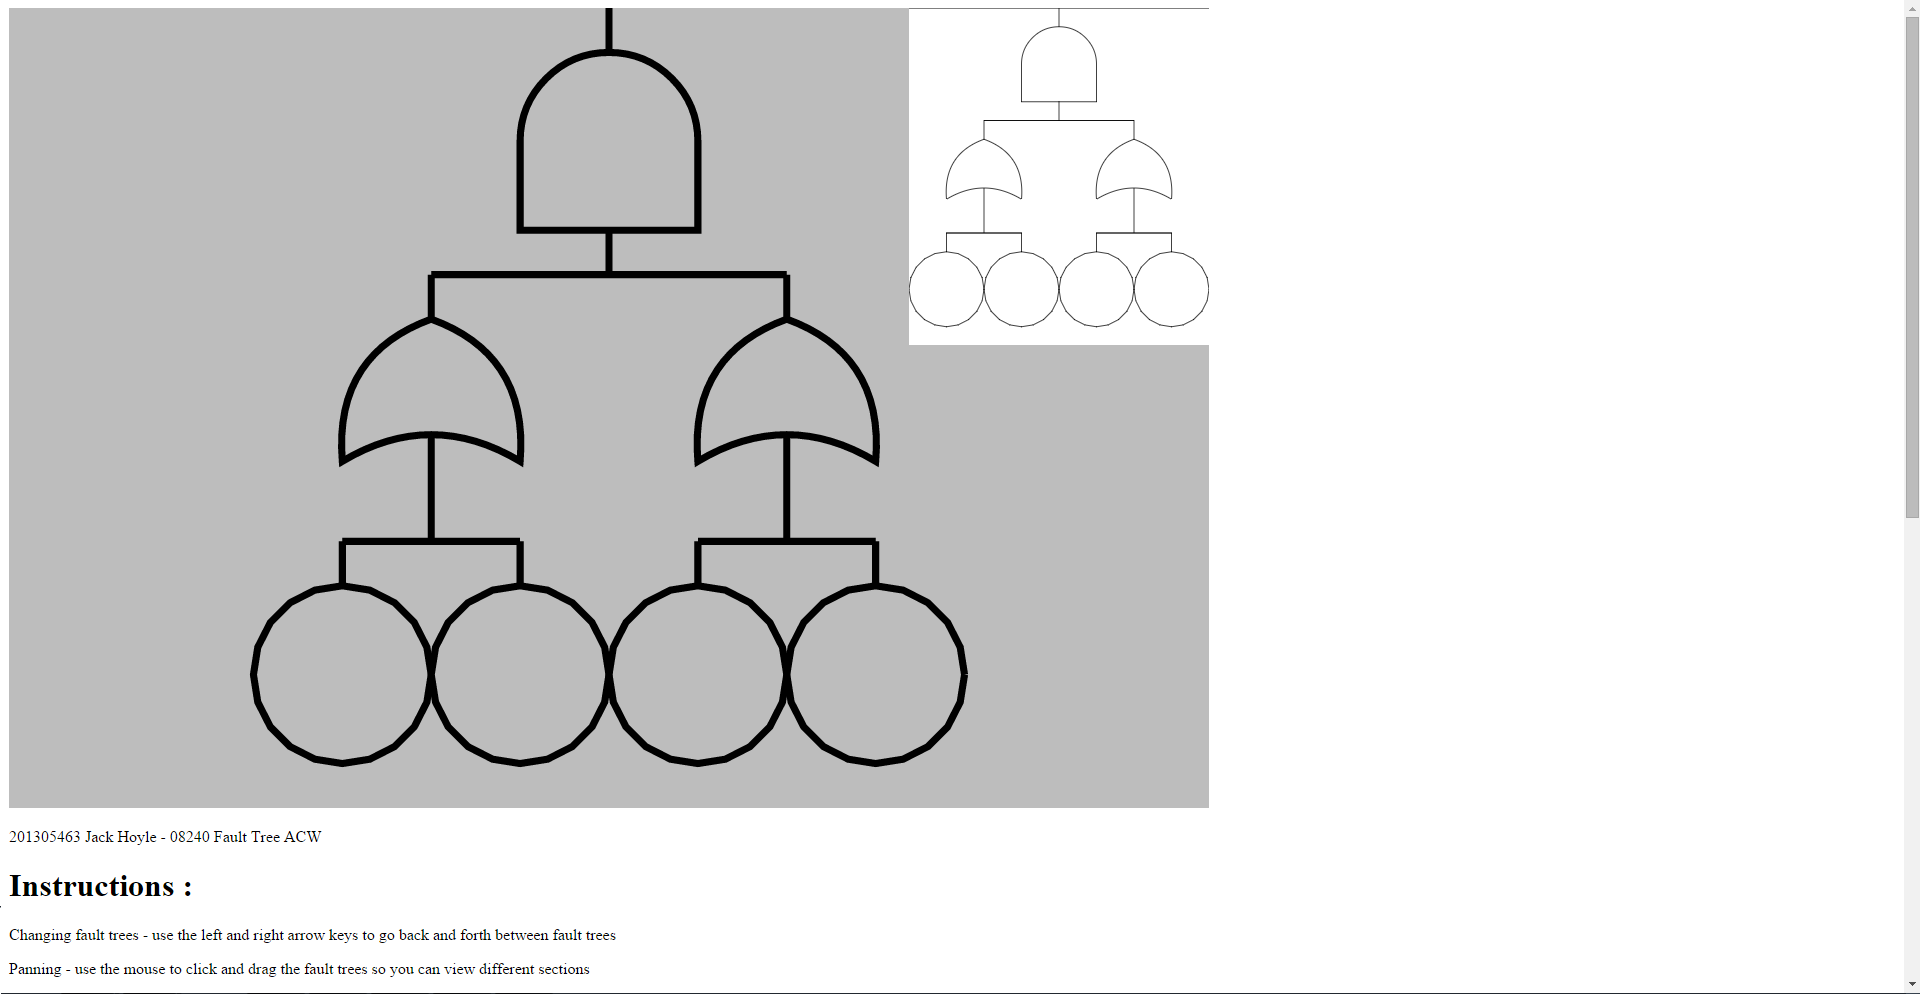 201305463 Jack Hoyle - 08240 Fault Tree ACW
Instructions :
Changing fault trees - use the left and right arrow keys to go back and forth between fault trees
Panning - use the mouse to click and drag the fault trees so you can view different sections